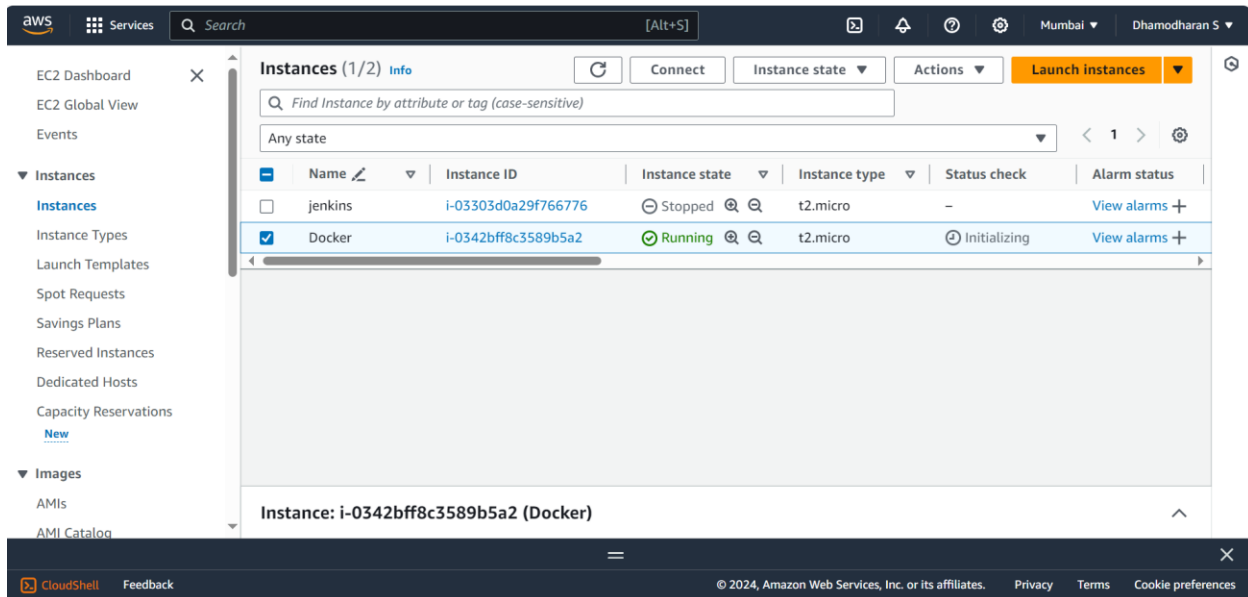 aws Services Search [Alt+S] Mumbai Dhamodharan S
EC2 Dashboard
EC2 Global View
Events
Instances
Instances
Instance Types
Launch Templates
Spot Requests
Savings Plans
Reserved Instances
Dedicated Hosts
Capacity Reservations
New
Images
AMIs
AMI Catalog
Instances (1/2) Info Connect Instance state Actions Launch instances
Find Instance by attribute or tag (case-sensitive)
Any state 1
Name Instance ID Instance state Instance type Status check Alarm status
jenkins i-03303d0a29f766776 Stopped t2.micro – View alarms
Docker i-0342bff8c3589b5a2 Running t2.micro Initializing View alarms
Instance: i-0342bff8c3589b5a2 (Docker)
CloudShell Feedback © 2024, Amazon Web Services, Inc. or its affiliates. Privacy Terms Cookie preferences